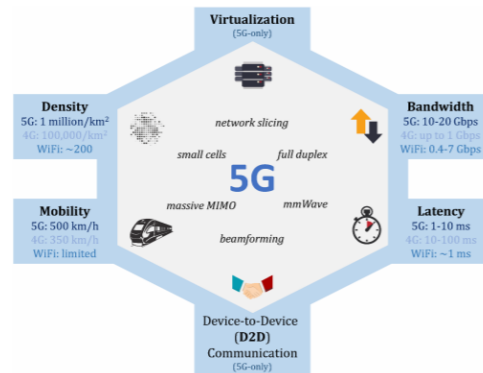 Virtualization
(5G-only)
Density
5G: 1 million/km²
4G: 100,000/km²
WiFi: ~200
Bandwidth
5G: 10-20 Gbps
4G: up to 1 Gbps
WiFi: 0.4-7 Gbps
network slicing
small cells
full duplex
5G
massive MIMO
mmWave
beamforming
Mobility
5G: 500 km/h
4G: 350 km/h
WiFi: limited
Latency
5G: 1-10 ms
4G: 10-100 ms
WiFi: ~1 ms
Device-to-Device
(D2D)
Communication
(5G-only)